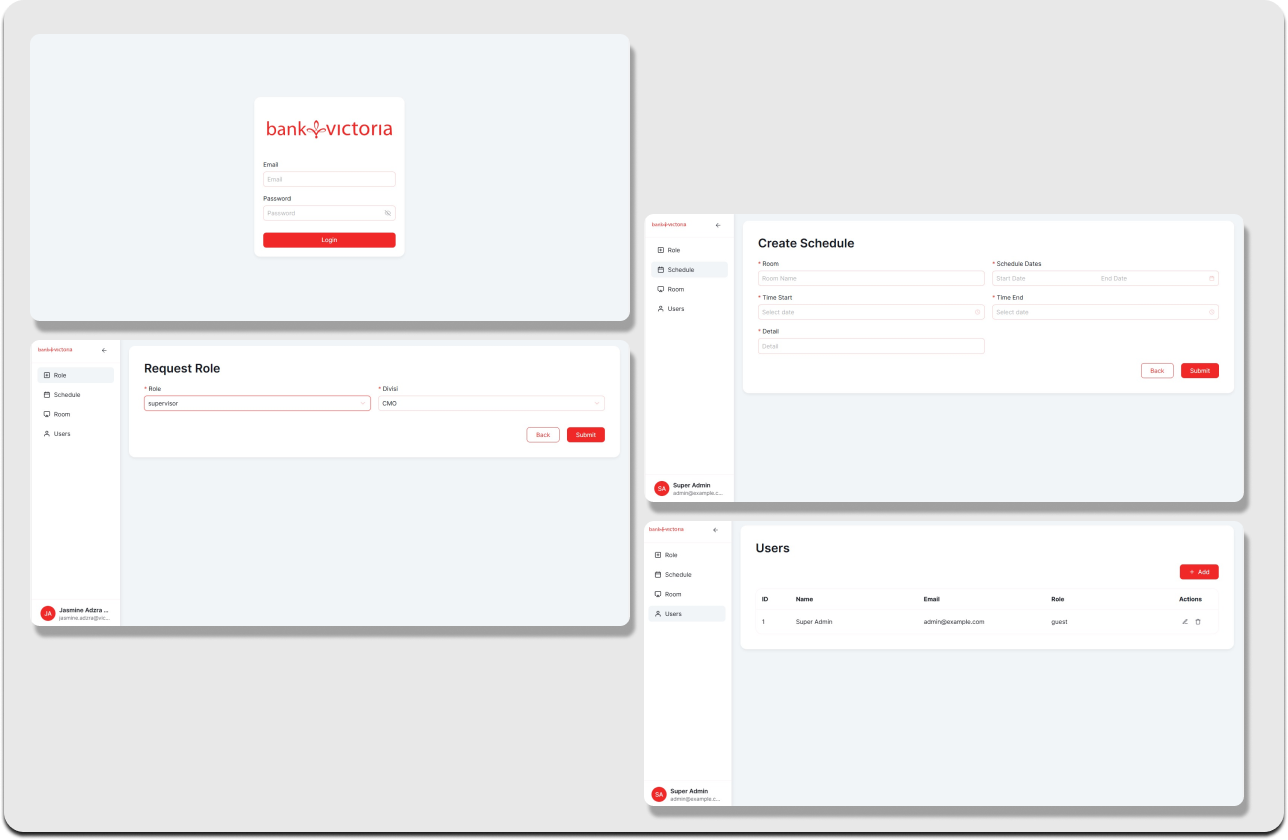 bank victoria
Email
Email
Password
Password
Login
bank victoria
Role
Schedule
Room
Users
Jasmine Adzra ...
JA
jasmine.adzra@vic...
Request Role
* Role
* Divisi
supervisor
CMO
Back
Submit
bank victoria
Role
Schedule
Room
Users
Super Admin
SA
admin@example.c...
Create Schedule
* Room
* Schedule Dates
Room Name
Start Date
End Date
* Time Start
* Time End
Select date
Select date
* Detail
Detail
Back
Submit
bank victoria
Role
Schedule
Room
Users
Super Admin
SA
admin@example.c...
Users
+ Add
ID Name Email Role Actions
1 Super Admin admin@example.com guest